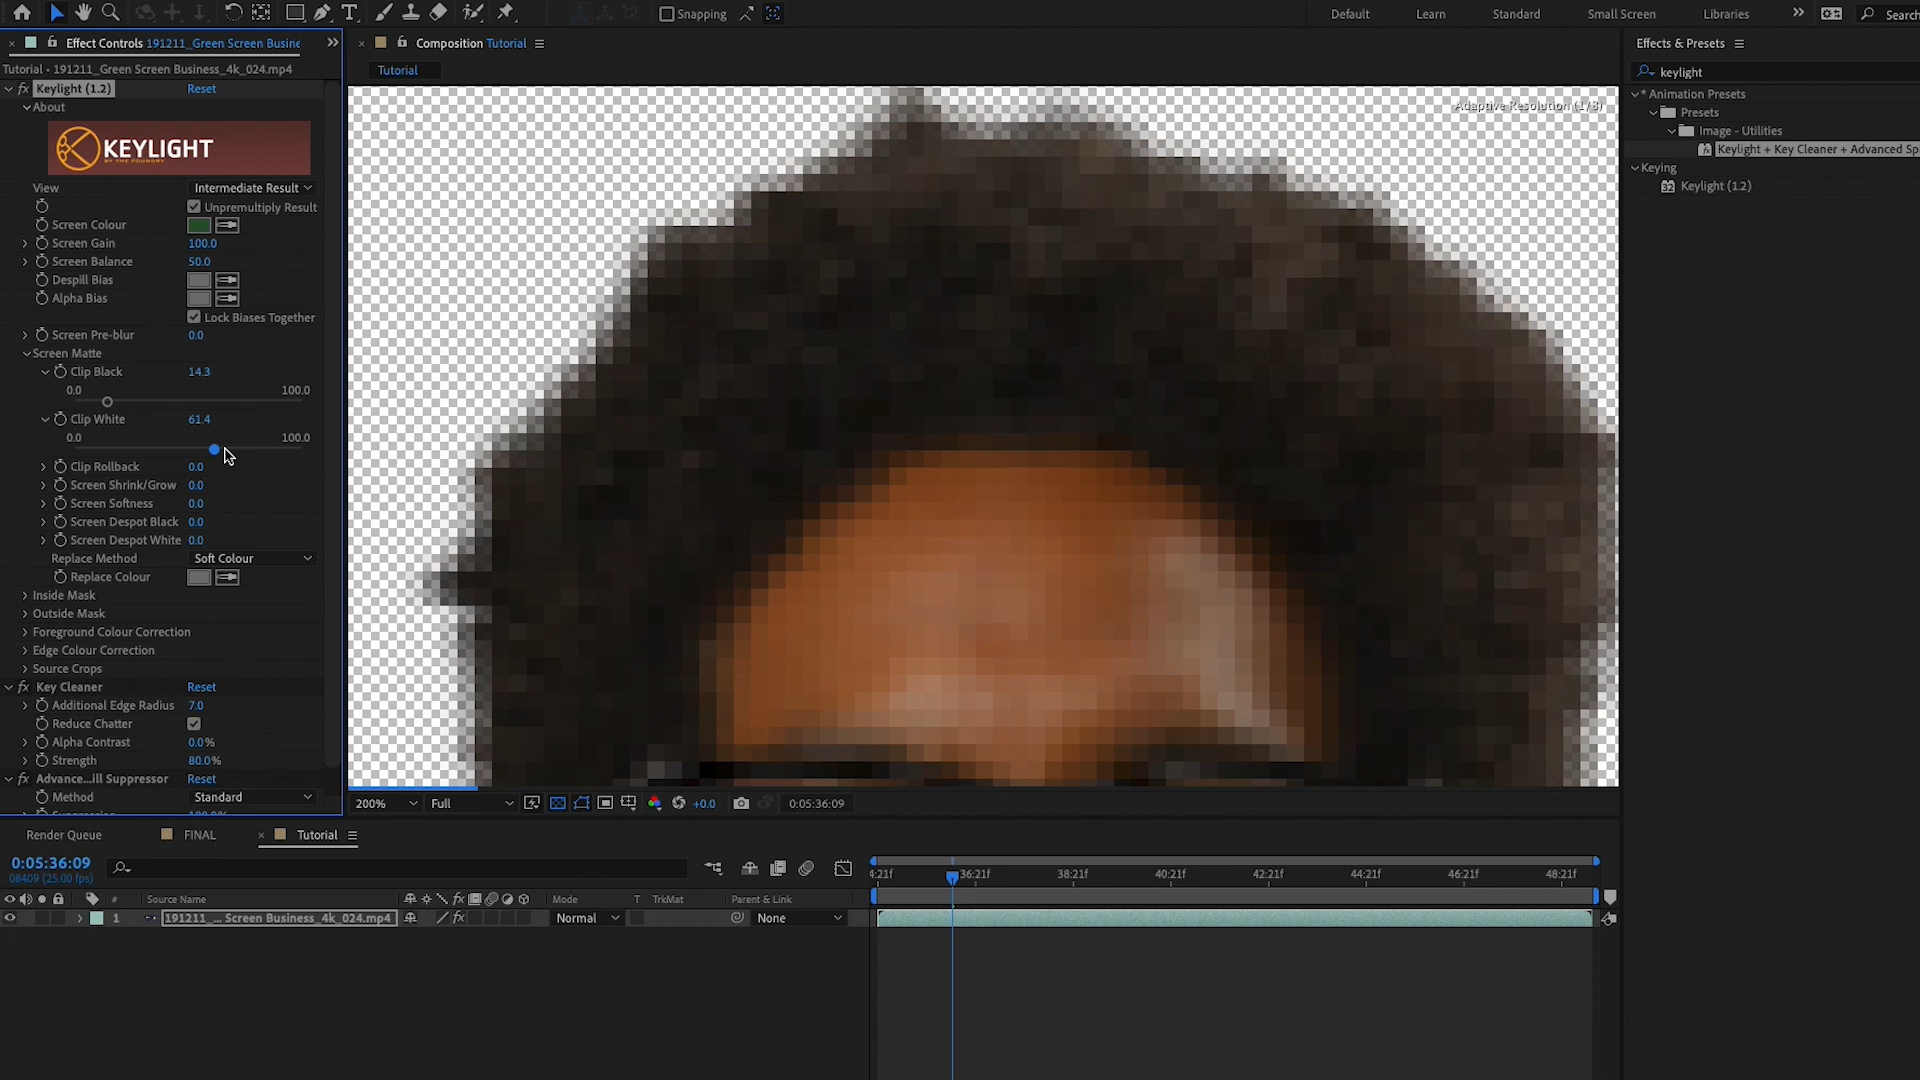 Snapping
Default
Learn
Standard
Small Screen
Libraries
Search
Effect Controls 191211_Green Screen Busine
Tutorial • 191211_Green Screen Business_4k_024.mp4
Keylight (1.2) Reset
About
KEYLIGHT
BY THE FOUNDRY
View Intermediate Result
Unpremultiply Result
Screen Colour
Screen Gain 100.0
Screen Balance 50.0
Despill Bias
Alpha Bias
Lock Biases Together
Screen Pre-blur 0.0
Screen Matte
Clip Black 14.3
0.0 100.0
Clip White 61.4
0.0 100.0
Clip Rollback 0.0
Screen Shrink/Grow 0.0
Screen Softness 0.0
Screen Despot Black 0.0
Screen Despot White 0.0
Replace Method Soft Colour
Replace Colour
Inside Mask
Outside Mask
Foreground Colour Correction
Edge Colour Correction
Source Crops
Key Cleaner Reset
Additional Edge Radius 7.0
Reduce Chatter
Alpha Contrast 0.0%
Strength 80.0%
Advance...ill Suppressor Reset
Method Standard
Composition Tutorial
Tutorial
Adaptive Resolution (1/8)
200% Full +0.0 0:05:36:09
Effects & Presets
keylight
* Animation Presets
Presets
Image - Utilities
Keylight + Key Cleaner + Advanced Sp
Keying
32 Keylight (1.2)
Render Queue FINAL Tutorial
0:05:36:09
08409 (25.00 fps)
4:21f 36:21f 38:21f 40:21f 42:21f 44:21f 46:21f 48:21f
# Source Name fx Mode T TrkMat Parent & Link
1 191211_... Screen Business_4k_024.mp4 fx Normal None